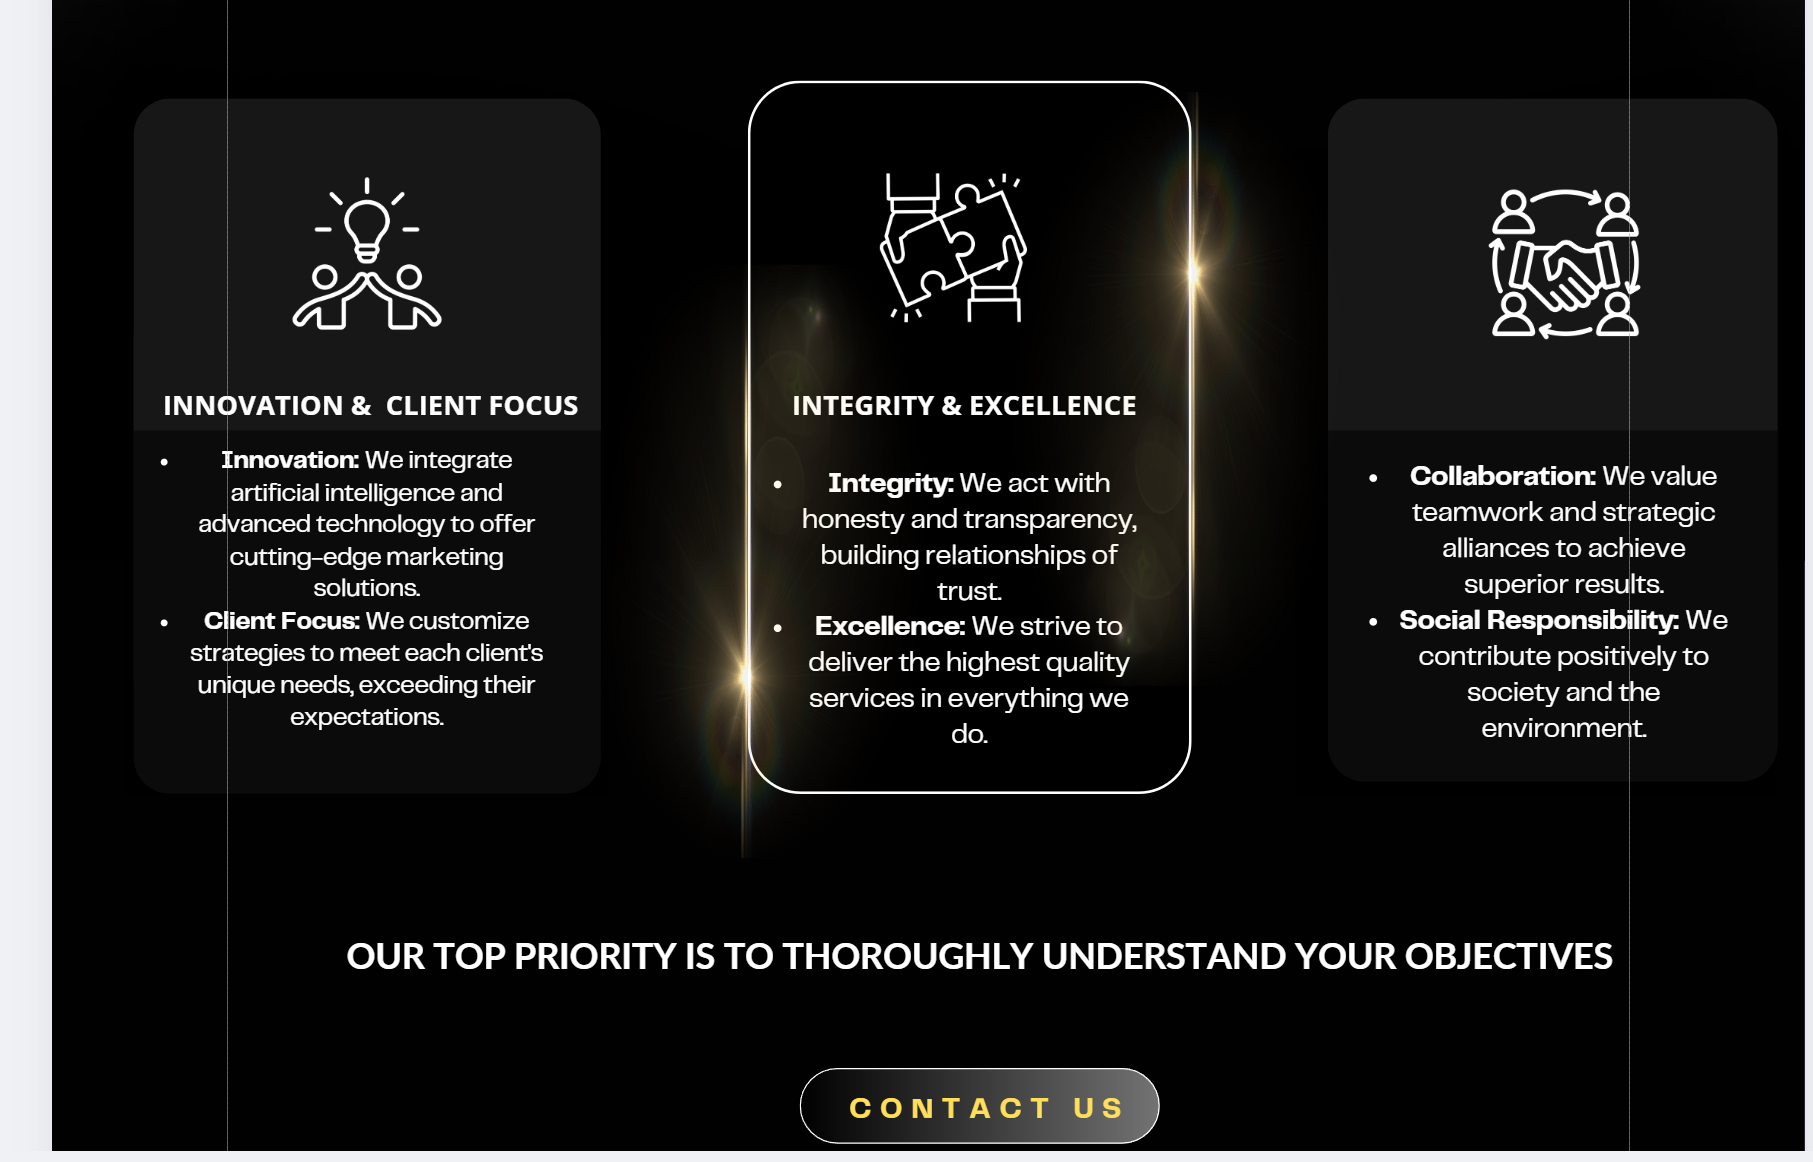 INNOVATION & CLIENT FOCUS
• Innovation: We integrate
artificial intelligence and
advanced technology to offer
cutting-edge marketing
solutions.
• Client Focus: We customize
strategies to meet each client's
unique needs, exceeding their
expectations.
INTEGRITY & EXCELLENCE
• Integrity: We act with
honesty and transparency,
building relationships of
trust.
• Excellence: We strive to
deliver the highest quality
services in everything we
do.
• Collaboration: We value
teamwork and strategic
alliances to achieve
superior results.
• Social Responsibility: We
contribute positively to
society and the
environment.
OUR TOP PRIORITY IS TO THOROUGHLY UNDERSTAND YOUR OBJECTIVES
CONTACT US